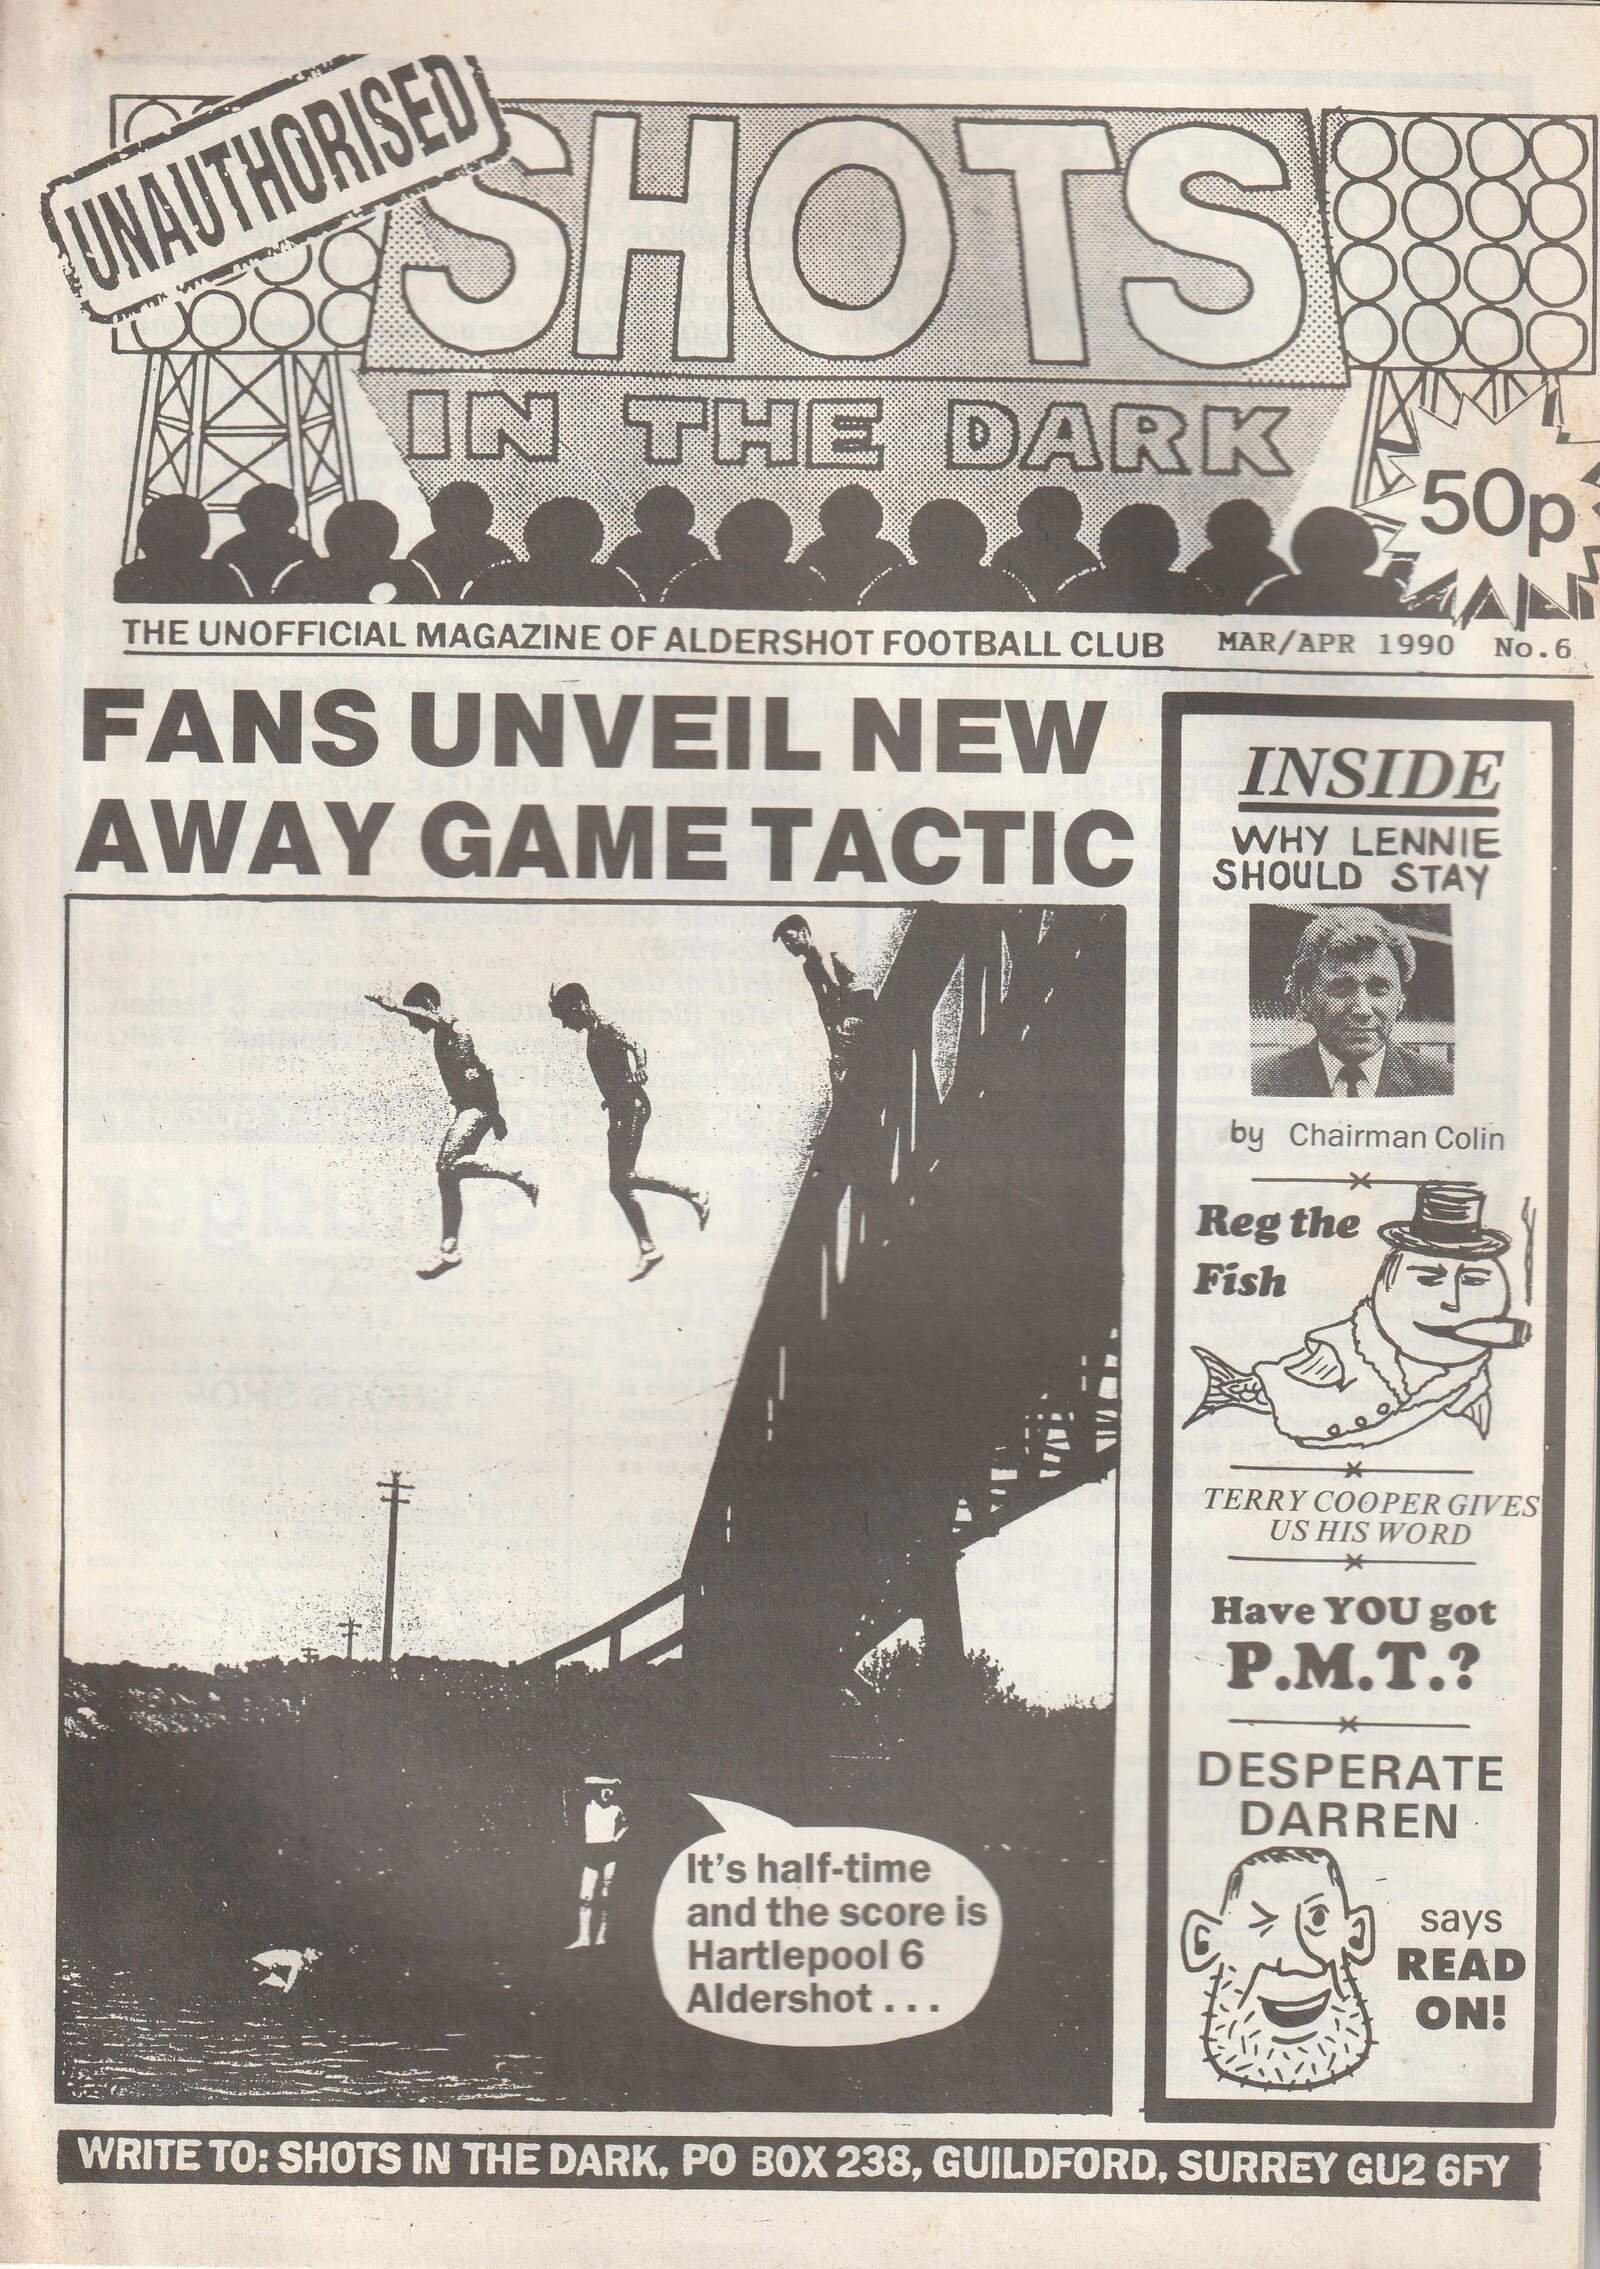 UNAUTHORISED
SHOTS
IN THE DARK
50p
THE UNOFFICIAL MAGAZINE OF ALDERSHOT FOOTBALL CLUB MAR/APR 1990 No.6
FANS UNVEIL NEW
AWAY GAME TACTIC
It's half-time
and the score is
Hartlepool 6
Aldershot . . .
INSIDE
WHY LENNIE
SHOULD STAY
by Chairman Colin
Reg the
Fish
TERRY COOPER GIVES
US HIS WORD
Have YOU got
P.M.T.?
DESPERATE
DARREN
says
READ
ON!
WRITE TO: SHOTS IN THE DARK, PO BOX 238, GUILDFORD, SURREY GU2 6FY